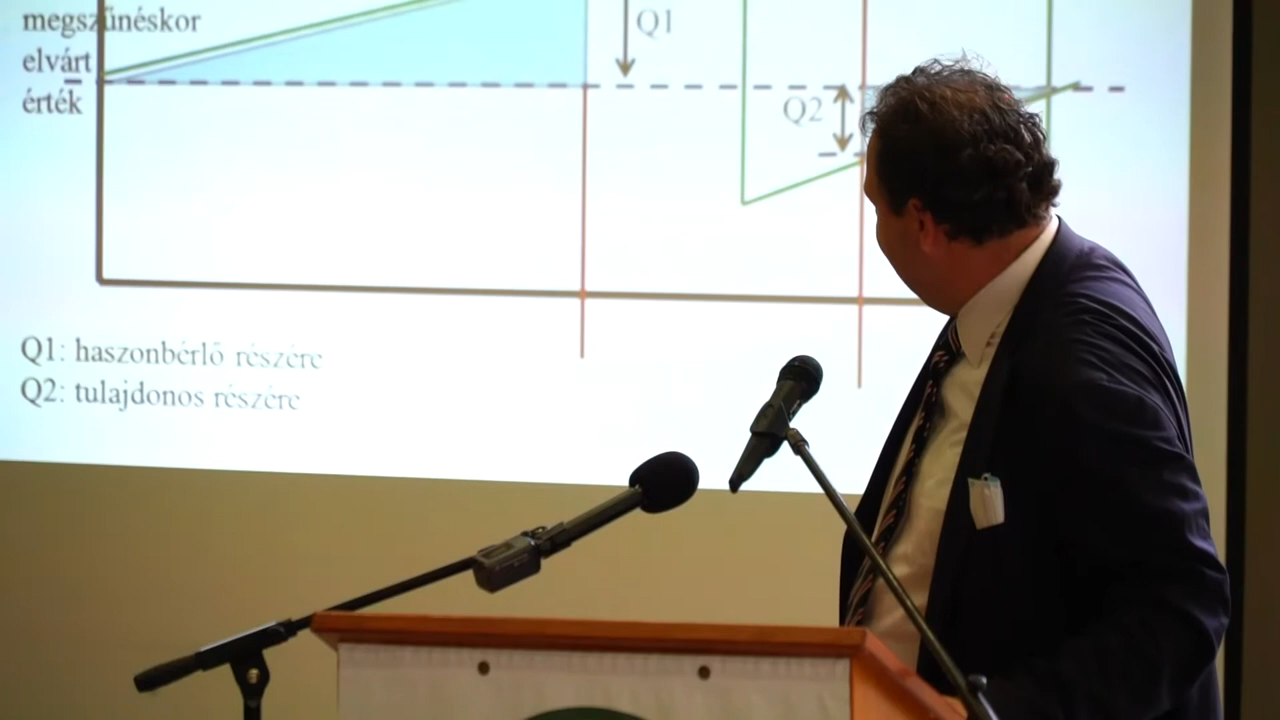 megszűnéskor
elvárt
érték
Q1
Q2
Q1: haszonbérlő részére
Q2: tulajdonos részére